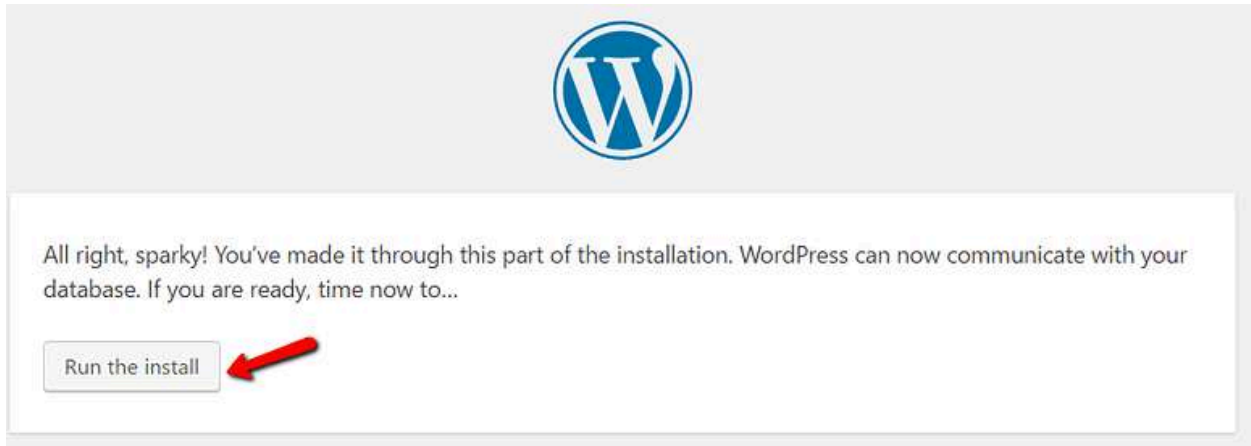 All right, sparky! You’ve made it through this part of the installation. WordPress can now communicate with your
database. If you are ready, time now to…
Run the install